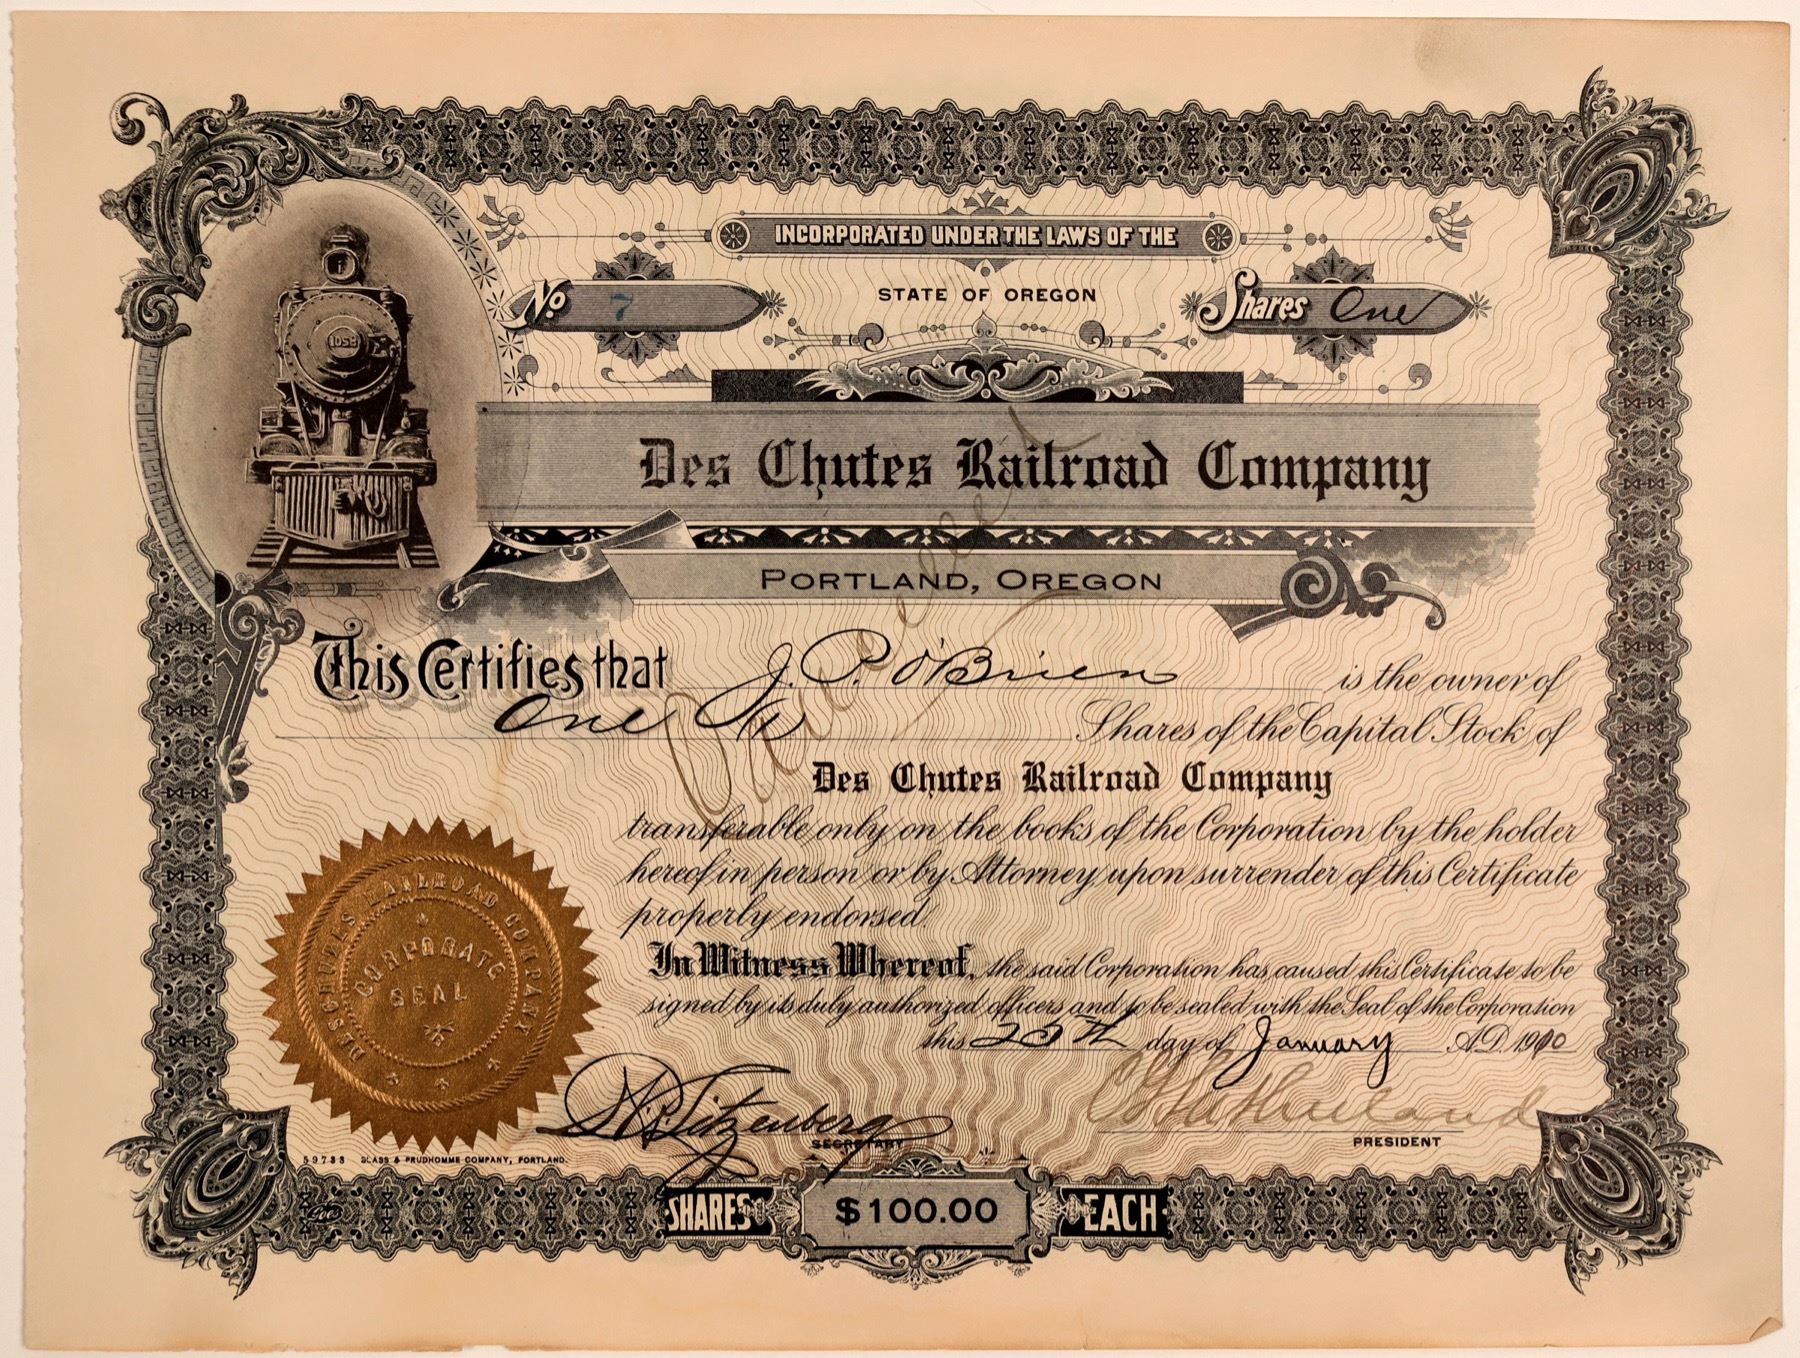 INCORPORATED UNDER THE LAWS OF THE
STATE OF OREGON
No 7
Shares One
1058
Des Chutes Railroad Company
PORTLAND, OREGON
Cancelled
This Certifies that J. P. O'Brien is the owner of
One Shares of the Capital Stock of
Des Chutes Railroad Company
transferable only on the books of the Corporation by the holder
hereof in person or by Attorney upon surrender of this Certificate
properly endorsed.
In Witness Whereof, the said Corporation has caused this Certificate to be
signed by its duly authorized officers and to be sealed with the Seal of the Corporation
this 25th day of January A.D. 1910
DESCHUTES RAILROAD COMPANY
CORPORATE
SEAL
SECRETARY
PRESIDENT
59733 GLASS & PRUDHOMME COMPANY, PORTLAND.
Goes
SHARES $100.00 EACH